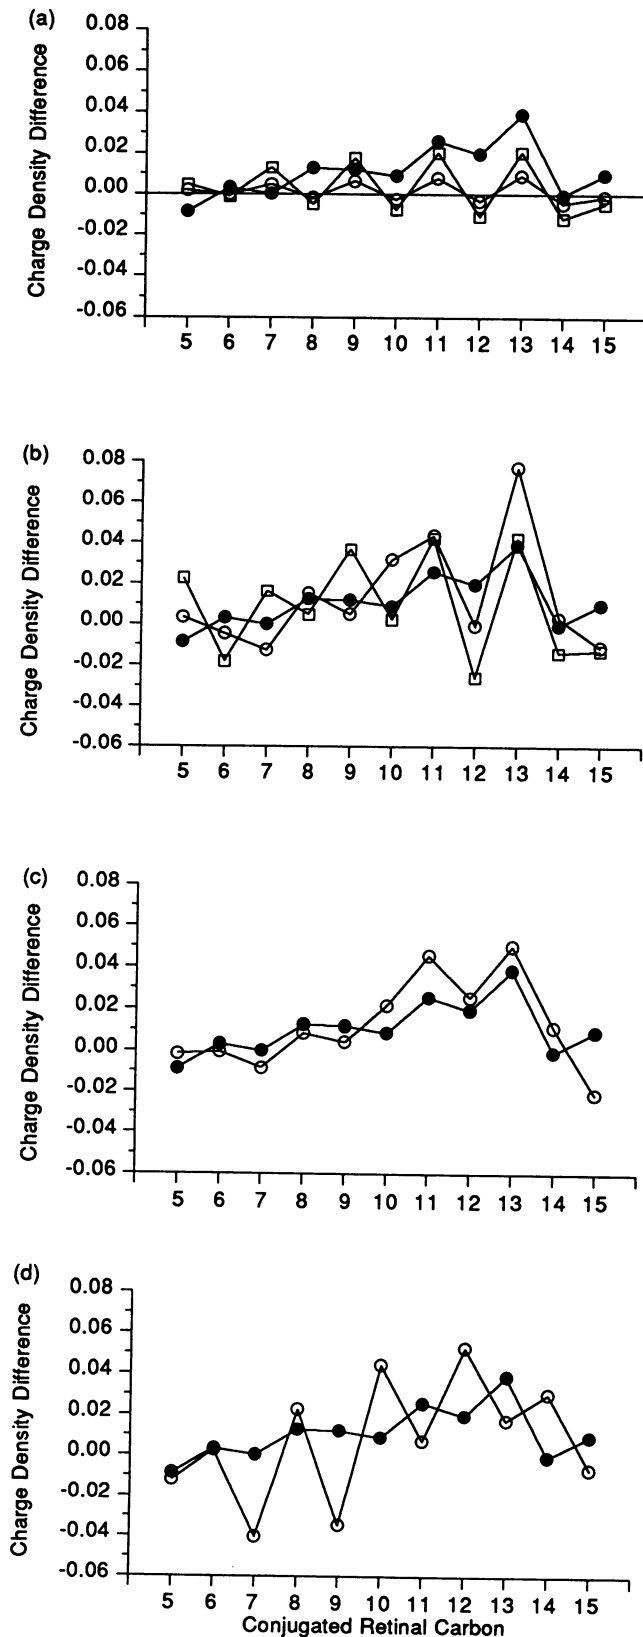 (a)
Charge Density Difference
0.08
0.06
0.04
0.02
0.00
-0.02
-0.04
-0.06
5 6 7 8 9 10 11 12 13 14 15
(b)
Charge Density Difference
0.08
0.06
0.04
0.02
0.00
-0.02
-0.04
-0.06
5 6 7 8 9 10 11 12 13 14 15
(c)
Charge Density Difference
0.08
0.06
0.04
0.02
0.00
-0.02
-0.04
-0.06
5 6 7 8 9 10 11 12 13 14 15
(d)
Charge Density Difference
0.08
0.06
0.04
0.02
0.00
-0.02
-0.04
-0.06
5 6 7 8 9 10 11 12 13 14 15
Conjugated Retinal Carbon